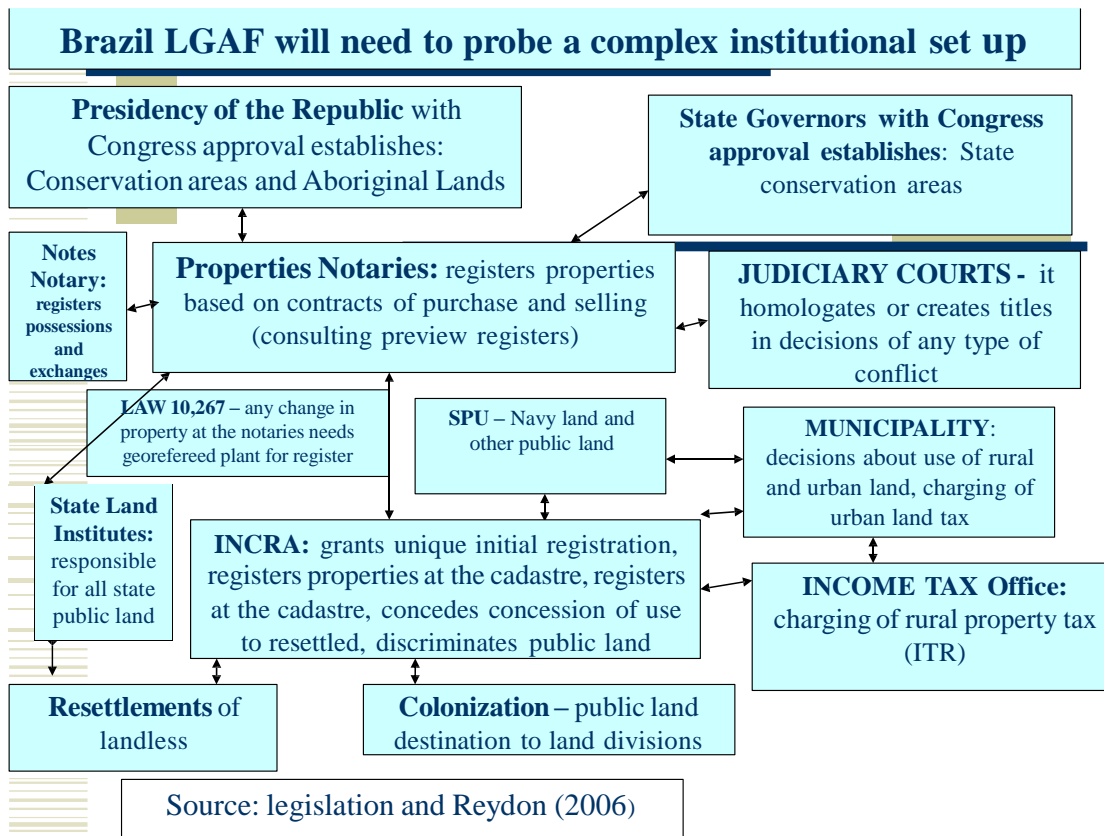 Brazil LGAF will need to probe a complex institutional set up
Presidency of the Republic with
Congress approval establishes:
Conservation areas and Aboriginal Lands
State Governors with Congress
approval establishes: State
conservation areas
Notes
Notary:
registers
possessions
and
exchanges
Properties Notaries: registers properties
based on contracts of purchase and selling
(consulting preview registers)
JUDICIARY COURTS - it
homologates or creates titles
in decisions of any type of
conflict
LAW 10,267 – any change in
property at the notaries needs
georefereed plant for register
SPU – Navy land and
other public land
MUNICIPALITY:
decisions about use of rural
and urban land, charging of
urban land tax
State Land
Institutes:
responsible
for all state
public land
INCRA: grants unique initial registration,
registers properties at the cadastre, registers
at the cadastre, concedes concession of use
to resettled, discriminates public land
INCOME TAX Office:
charging of rural property tax
(ITR)
Resettlements of
landless
Colonization – public land
destination to land divisions
Source: legislation and Reydon (2006)